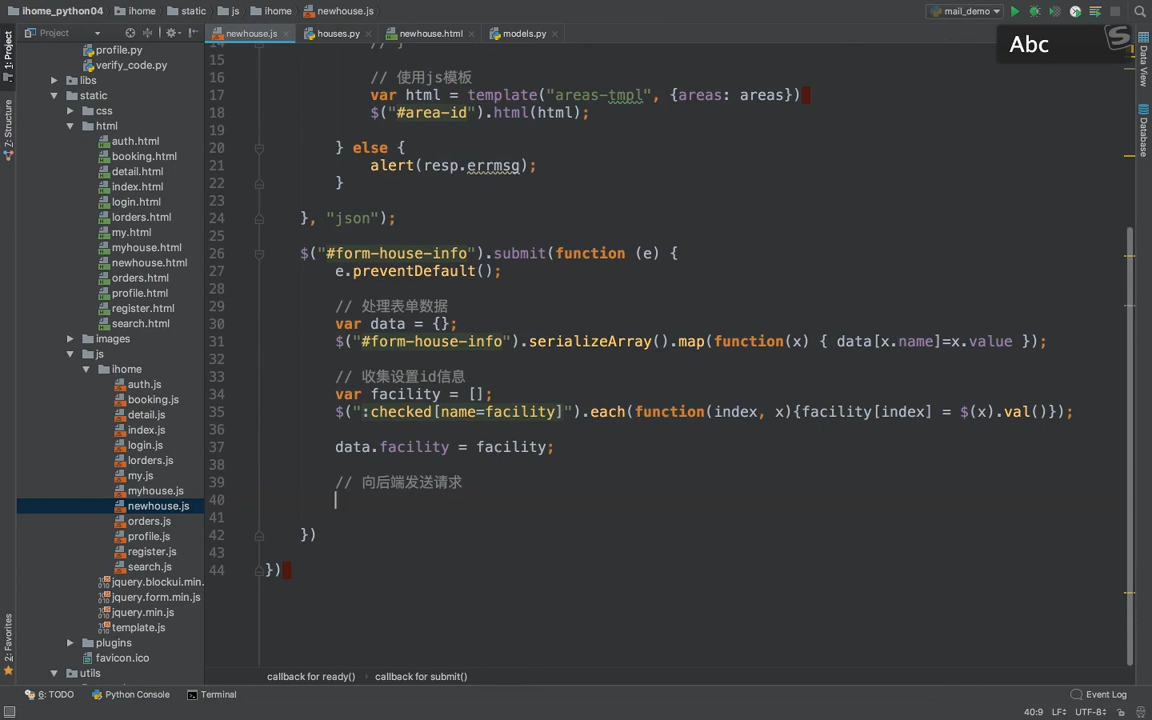 ihome_python04 ihome static js ihome newhouse.js mail_demo
Project newhouse.js houses.py newhouse.html models.py
Abc
1: Project
Z: Structure
2: Favorites
Data View
Database
profile.py
verify_code.py
libs
static
css
html
auth.html
booking.html
detail.html
index.html
login.html
lorders.html
my.html
myhouse.html
newhouse.html
orders.html
profile.html
register.html
search.html
images
js
ihome
auth.js
booking.js
detail.js
index.js
login.js
lorders.js
my.js
myhouse.js
newhouse.js
orders.js
profile.js
register.js
search.js
jquery.blockui.min.
jquery.form.min.js
jquery.min.js
template.js
plugins
favicon.ico
utils
15
16 // 使用js模板
17 var html = template("areas-tmpl", {areas: areas})
18 $("#area-id").html(html);
19
20 } else {
21 alert(resp.errmsg);
22 }
23
24 }, "json");
25
26 $("#form-house-info").submit(function (e) {
27 e.preventDefault();
28
29 // 处理表单数据
30 var data = {};
31 $("#form-house-info").serializeArray().map(function(x) { data[x.name]=x.value });
32
33 // 收集设置id信息
34 var facility = [];
35 $(":checked[name=facility]").each(function(index, x){facility[index] = $(x).val()});
36
37 data.facility = facility;
38
39 // 向后端发送请求
40
41
42 })
43
44 })
callback for ready() callback for submit()
6: TODO Python Console Terminal Event Log
40:9 LF÷ UTF-8÷